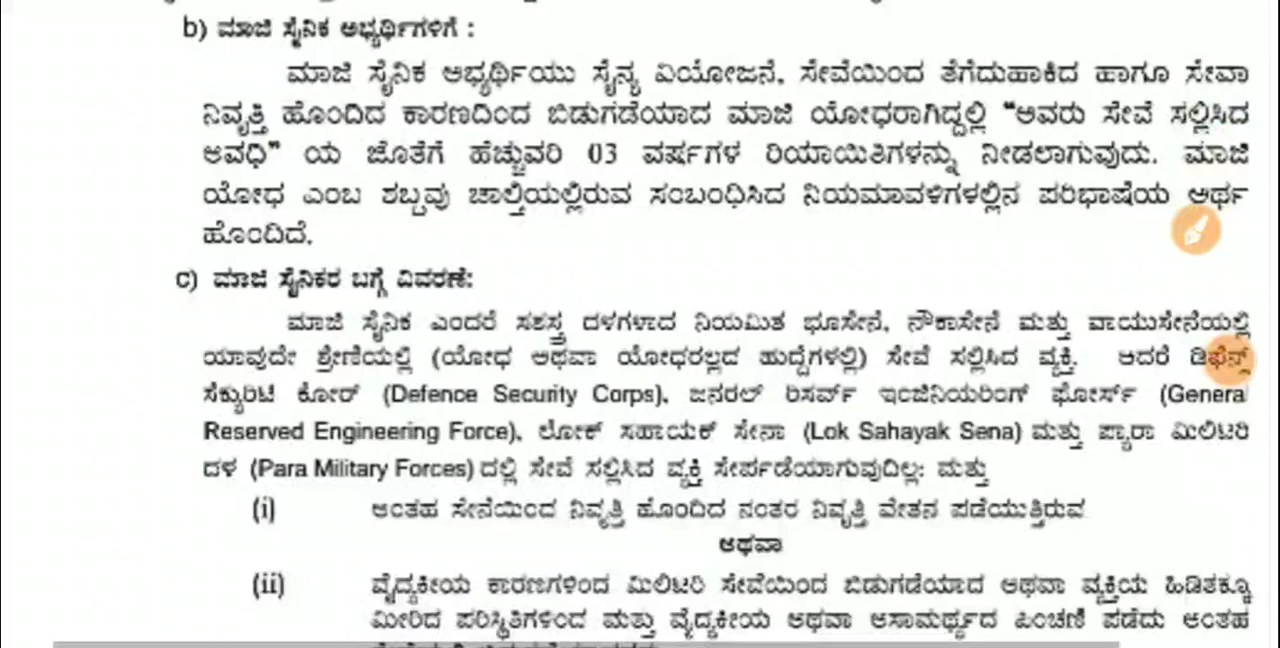 b) ಮಾಜಿ ಸೈನಿಕ ಅಭ್ಯರ್ಥಿಗಳಿಗೆ :
ಮಾಜಿ ಸೈನಿಕ ಅಭ್ಯರ್ಥಿಯು ಸೈನ್ಯ ವಿಯೋಜನೆ, ಸೇವೆಯಿಂದ ತೆಗೆದುಹಾಕಿದ ಹಾಗೂ ಸೇವಾ
ನಿವೃತ್ತಿ ಹೊಂದಿದ ಕಾರಣದಿಂದ ಬಿಡುಗಡೆಯಾದ ಮಾಜಿ ಯೋಧರಾಗಿದ್ದಲ್ಲಿ "ಅವರು ಸೇವೆ ಸಲ್ಲಿಸಿದ
ಅವಧಿ" ಯ ಜೊತೆಗೆ ಹೆಚ್ಚುವರಿ 03 ವರ್ಷಗಳ ರಿಯಾಯಿತಿಗಳನ್ನು ನೀಡಲಾಗುವುದು. ಮಾಜಿ
ಯೋಧ ಎಂಬ ಶಬ್ದವು ಚಾಲ್ತಿಯಲ್ಲಿರುವ ಸಂಬಂಧಿಸಿದ ನಿಯಮಾವಳಿಗಳಲ್ಲಿನ ಪರಿಭಾಷೆಯ ಅರ್ಥ
ಹೊಂದಿದೆ.
c) ಮಾಜಿ ಸೈನಿಕರ ಬಗ್ಗೆ ವಿವರಣೆ:
ಮಾಜಿ ಸೈನಿಕ ಎಂದರೆ ಸಶಸ್ತ್ರ ದಳಗಳಾದ ನಿಯಮಿತ ಭೂಸೇನೆ, ನೌಕಾಸೇನೆ ಮತ್ತು ವಾಯುಸೇನೆಯಲ್ಲಿ
ಯಾವುದೇ ಶ್ರೇಣಿಯಲ್ಲಿ (ಯೋಧ ಅಥವಾ ಯೋಧರಲ್ಲದ ಹುದ್ದೆಗಳಲ್ಲಿ) ಸೇವೆ ಸಲ್ಲಿಸಿದ ವ್ಯಕ್ತಿ. ಆದರೆ ಡಿಫೆನ್ಸ್
ಸೆಕ್ಯುರಿಟಿ ಕೋರ್ (Defence Security Corps), ಜನರಲ್ ರಿಸರ್ವ್ ಇಂಜಿನಿಯರಿಂಗ್ ಫೋರ್ಸ್ (Genera
Reserved Engineering Force), ಲೋಕ್ ಸಹಾಯಕ್ ಸೇನಾ (Lok Sahayak Sena) ಮತ್ತು ಪ್ಯಾರಾ ಮಿಲಿಟರಿ
ದಳ (Para Military Forces) ದಲ್ಲಿ ಸೇವೆ ಸಲ್ಲಿಸಿದ ವ್ಯಕ್ತಿ ಸೇರ್ಪಡೆಯಾಗುವುದಿಲ್ಲ: ಮತ್ತು
(i) ಅಂತಹ ಸೇನೆಯಿಂದ ನಿವೃತ್ತಿ ಹೊಂದಿದ ನಂತರ ನಿವೃತ್ತಿ ವೇತನ ಪಡೆಯುತ್ತಿರುವ
ಅಥವಾ
(ii) ವೈದ್ಯಕೀಯ ಕಾರಣಗಳಿಂದ ಮಿಲಿಟರಿ ಸೇವೆಯಿಂದ ಬಿಡುಗಡೆಯಾದ ಅಥವಾ ವ್ಯಕ್ತಿಯ ಹಿಡಿತಕ್ಕೂ
ಮೀರಿದ ಪರಿಸ್ಥಿತಿಗಳಿಂದ ಮತ್ತು ವೈದ್ಯಕೀಯ ಅಥವಾ ಅಸಾಮರ್ಥ್ಯದ ಪಿಂಚಣಿ ಪಡೆದು ಅಂತಹ